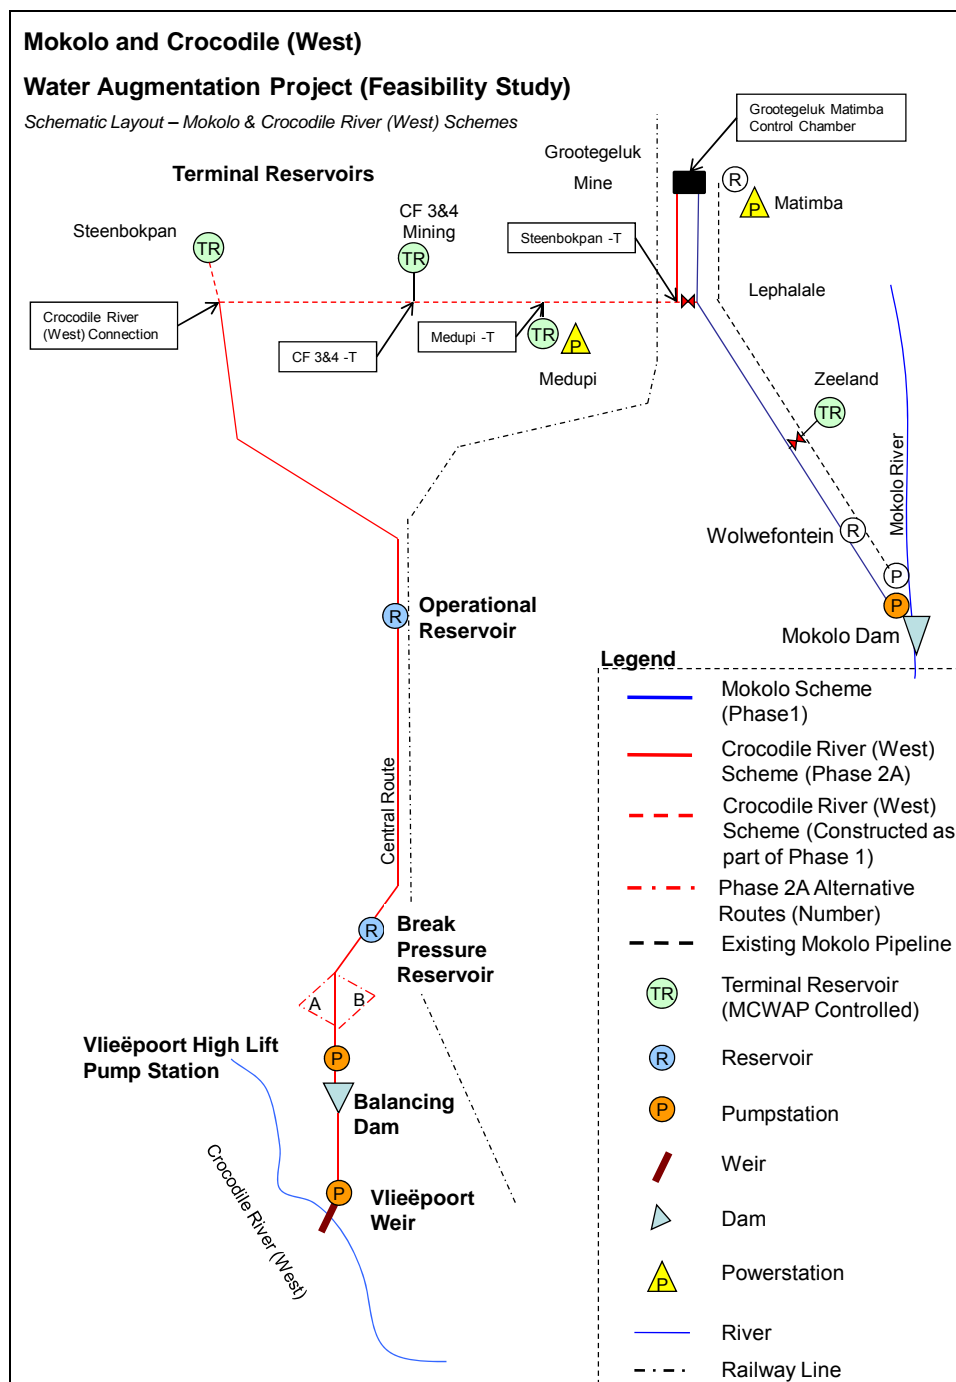 Mokolo and Crocodile (West)
Water Augmentation Project (Feasibility Study)
Schematic Layout – Mokolo & Crocodile River (West) Schemes
Grootegeluk Matimba
Control Chamber
Grootegeluk
Mine
Terminal Reservoirs
R
P
Matimba
CF 3&4
Mining
Steenbokpan
TR
TR
Steenbokpan -T
Lephalale
Crocodile River
(West) Connection
CF 3&4 -T
Medupi -T
TR
P
Medupi
Zeeland
TR
Mokolo River
Wolwefontein
R
P
P
Mokolo Dam
R
Operational
Reservoir
Central Route
R
Break
Pressure
Reservoir
A
B
Vlieëpoort High Lift
Pump Station
P
Balancing
Dam
Crocodile River (West)
P
Vlieëpoort
Weir
Legend
Mokolo Scheme
(Phase1)
Crocodile River (West)
Scheme (Phase 2A)
Crocodile River (West)
Scheme (Constructed as
part of Phase 1)
Phase 2A Alternative
Routes (Number)
Existing Mokolo Pipeline
TR
Terminal Reservoir
(MCWAP Controlled)
R
Reservoir
P
Pumpstation
Weir
Dam
P
Powerstation
River
Railway Line